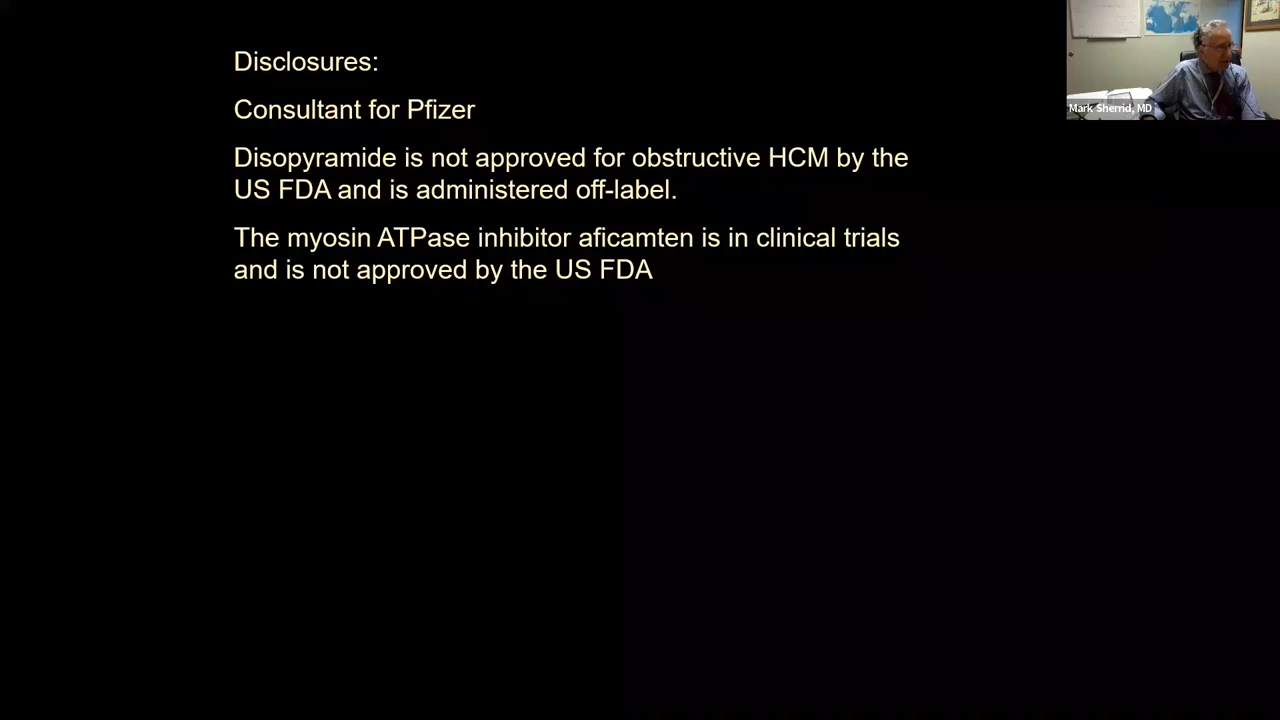 Disclosures:
Consultant for Pfizer
Disopyramide is not approved for obstructive HCM by the
US FDA and is administered off-label.
The myosin ATPase inhibitor aficamten is in clinical trials
and is not approved by the US FDA
Mark Sherrid, MD